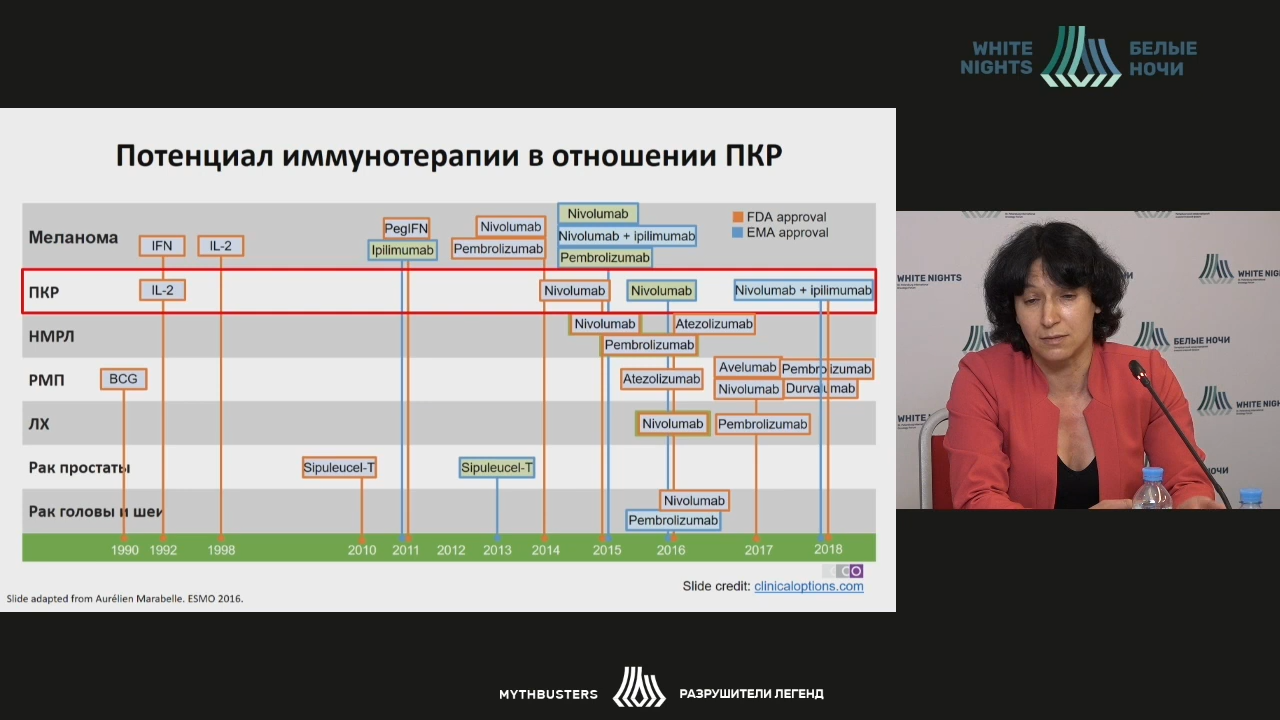 WHITE
NIGHTS
БЕЛЫЕ
НОЧИ
Потенциал иммунотерапии в отношении ПКР
FDA approval
EMA approval
Меланома
IFN
IL-2
PegIFN
Ipilimumab
Nivolumab
Pembrolizumab
Nivolumab
Nivolumab + ipilimumab
Pembrolizumab
ПКР
IL-2
Nivolumab
Nivolumab
Nivolumab + ipilimumab
НМРЛ
Nivolumab
Atezolizumab
Pembrolizumab
РМП
BCG
Atezolizumab
Avelumab
Pembrolizumab
Nivolumab
Durvalumab
ЛХ
Nivolumab
Pembrolizumab
Рак простаты
Sipuleucel-T
Sipuleucel-T
Рак головы и шеи
Nivolumab
Pembrolizumab
1990 1992 1998 2010 2011 2012 2013 2014 2015 2016 2017 2018
Slide credit: clinicaloptions.com
Slide adapted from Aurélien Marabelle. ESMO 2016.
WHITE NIGHTS
БЕЛЫЕ НОЧИ
MYTHBUSTERS
РАЗРУШИТЕЛИ ЛЕГЕНД